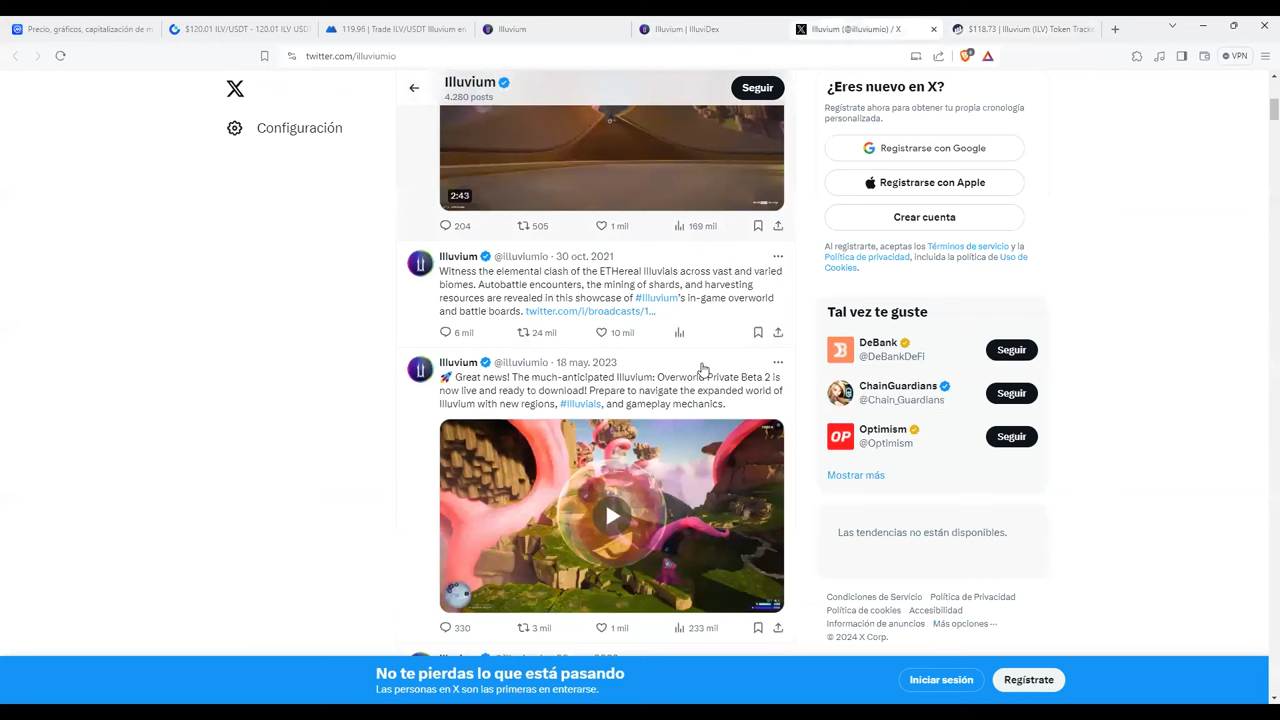 Precio, gráficos, capitalización de m
$120.01 ILV/USDT - 120.01 ILV USD
119.96 | Trade ILV/USDT Illuvium en
Illuvium
Illuvium | IlluviDex
Illuvium (@illuviumio) / X
$118.73 | Illuvium (ILV) Token Track
twitter.com/illuviumio
VPN
Configuración
Illuvium
4.280 posts
Seguir
2:43
204 505 1 mil 169 mil
Illuvium @illuviumio · 30 oct. 2021
Witness the elemental clash of the ETHereal Illuvials across vast and varied
biomes. Autobattle encounters, the mining of shards, and harvesting
resources are revealed in this showcase of #Illuvium's in-game overworld
and battle boards. twitter.com/i/broadcasts/1…
6 mil 24 mil 10 mil
Illuvium @illuviumio · 18 may. 2023
🚀 Great news! The much-anticipated Illuvium: Overworld Private Beta 2 is
now live and ready to download! Prepare to navigate the expanded world of
Illuvium with new regions, #Illuvials, and gameplay mechanics.
330 3 mil 1 mil 233 mil
¿Eres nuevo en X?
Regístrate ahora para obtener tu propia cronología
personalizada.
Registrarse con Google
Registrarse con Apple
Crear cuenta
Al registrarte, aceptas los Términos de servicio y la
Política de privacidad, incluida la política de Uso de
Cookies.
Tal vez te guste
DeBank
@DeBankDeFi
Seguir
ChainGuardians
@Chain_Guardians
Seguir
Optimism
@Optimism
Seguir
Mostrar más
Las tendencias no están disponibles.
Condiciones de Servicio Política de Privacidad
Política de cookies Accesibilidad
Información de anuncios Más opciones ···
© 2024 X Corp.
No te pierdas lo que está pasando
Las personas en X son las primeras en enterarse.
Iniciar sesión
Regístrate